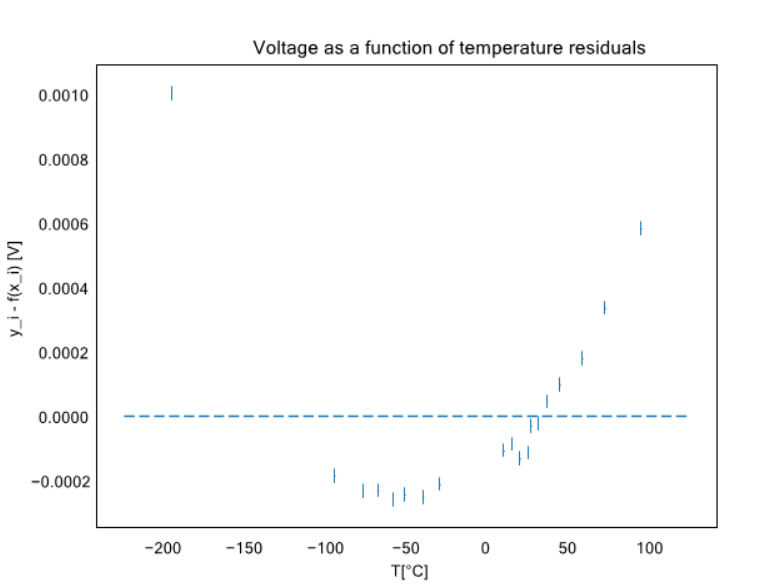 Voltage as a function of temperature residuals
0.0010
0.0008
0.0006
0.0004
0.0002
0.0000
−0.0002
y_i - f(x_i) [V]
−200 −150 −100 −50 0 50 100
T[°C]